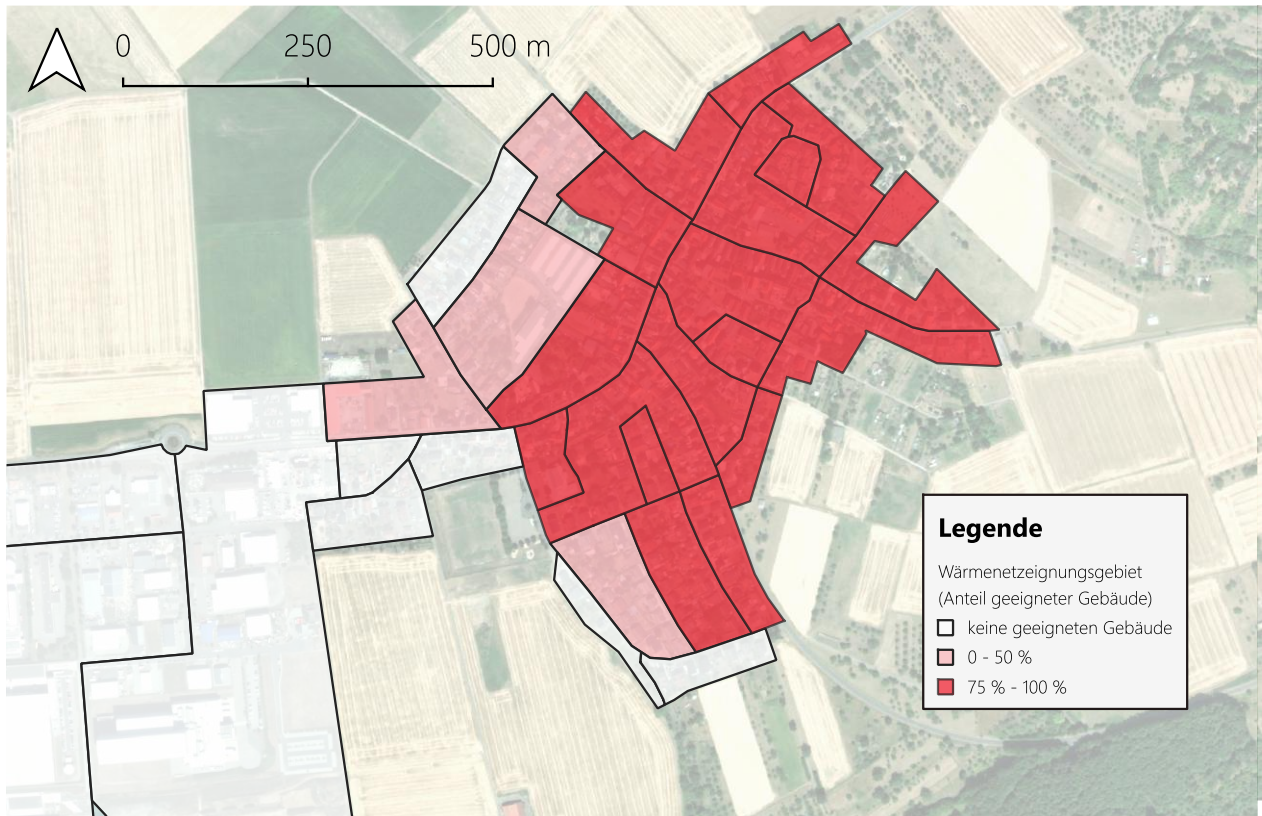 0 250 500 m
Legende
Wärmenetzeignungsgebiet
(Anteil geeigneter Gebäude)
keine geeigneten Gebäude
0 - 50 %
75 % - 100 %